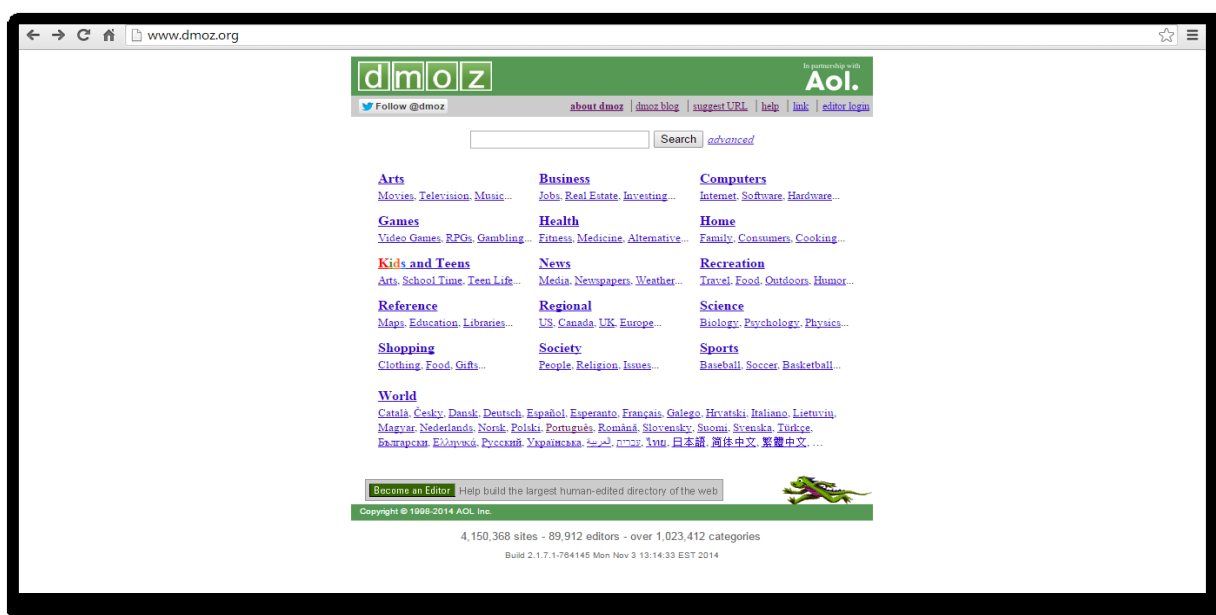 www.dmoz.org
dmoz
In partnership with
Aol.
Follow @dmoz about dmoz | dmoz blog | suggest URL | help | link | editor login
Search advanced
Arts Business Computers
Movies, Television, Music... Jobs, Real Estate, Investing... Internet, Software, Hardware...
Games Health Home
Video Games, RPGs, Gambling... Fitness, Medicine, Alternative... Family, Consumers, Cooking...
Kids and Teens News Recreation
Arts, School Time, Teen Life... Media, Newspapers, Weather... Travel, Food, Outdoors, Humor...
Reference Regional Science
Maps, Education, Libraries... US, Canada, UK, Europe... Biology, Psychology, Physics...
Shopping Society Sports
Clothing, Food, Gifts... People, Religion, Issues... Baseball, Soccer, Basketball...
World
Català, Česky, Dansk, Deutsch, Español, Esperanto, Français, Galego, Hrvatski, Italiano, Lietuvių,
Magyar, Nederlands, Norsk, Polski, Português, Română, Slovensky, Suomi, Svenska, Türkçe,
Български, Ελληνικά, Русский, Українська, العربية, עברית, ไทย, 日本語, 简体中文, 繁體中文, ...
Become an Editor Help build the largest human-edited directory of the web
Copyright © 1998-2014 AOL Inc.
4,150,368 sites - 89,912 editors - over 1,023,412 categories
Build 2.1.7.1-764145 Mon Nov 3 13:14:33 EST 2014